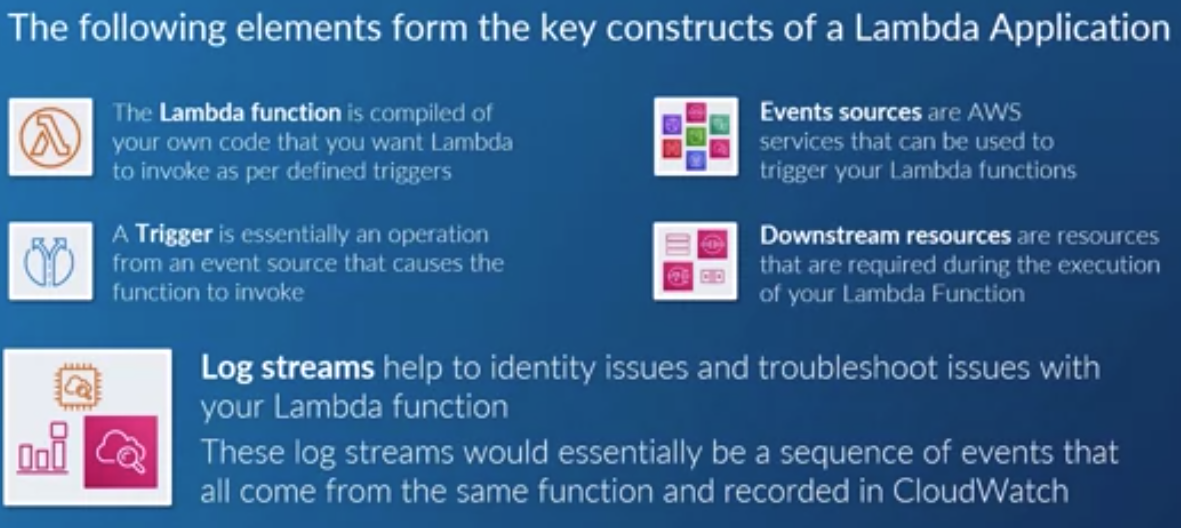 The following elements form the key constructs of a Lambda Application
The Lambda function is compiled of
your own code that you want Lambda
to invoke as per defined triggers
Events sources are AWS
services that can be used to
trigger your Lambda functions
A Trigger is essentially an operation
from an event source that causes the
function to invoke
Downstream resources are resources
that are required during the execution
of your Lambda Function
Log streams help to identity issues and troubleshoot issues with
your Lambda function
These log streams would essentially be a sequence of events that
all come from the same function and recorded in CloudWatch